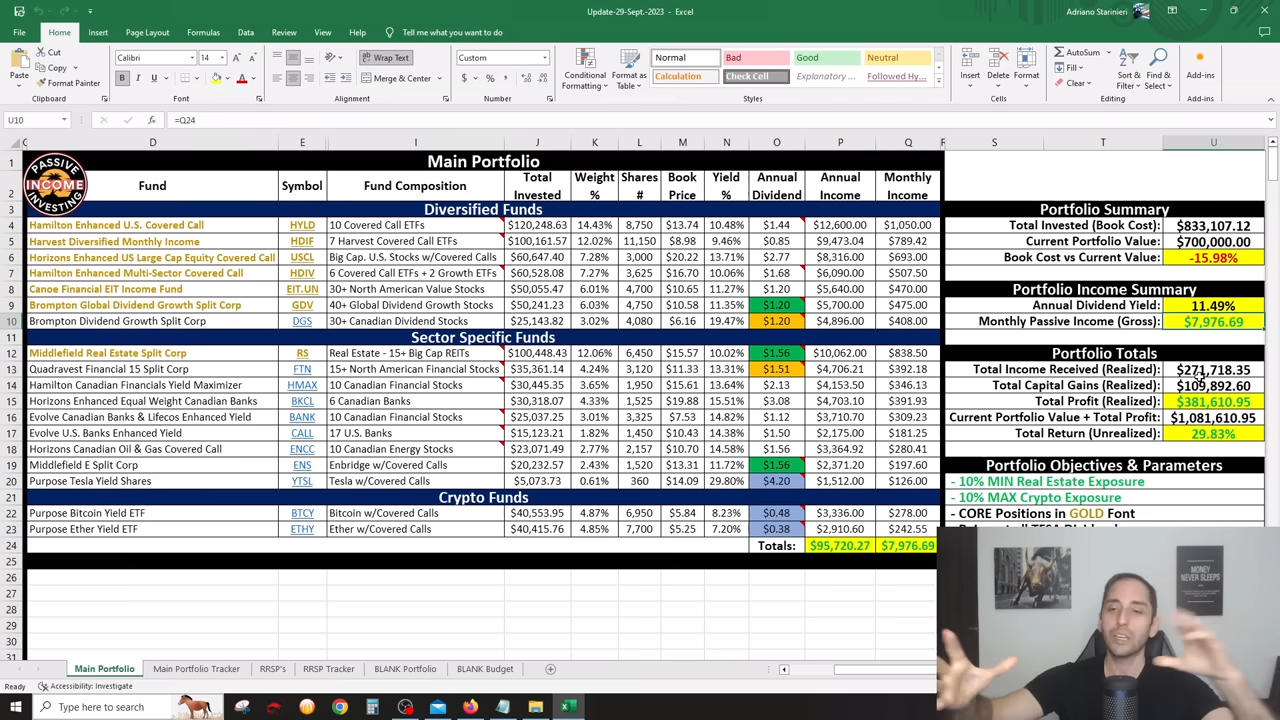 Update-29-Sept.-2023 - Excel
Adriano Starinieri
File Home Insert Page Layout Formulas Data Review View Help Tell me what you want to do
Cut
Copy
Format Painter
Paste
Calibri 14
B I U
Wrap Text
Merge & Center
Custom
$ % ,
Conditional Formatting
Format as Table
Normal Bad Good Neutral
Calculation Check Cell Explanatory ... Followed Hy...
Insert Delete Format
AutoSum
Fill
Clear
Sort & Filter
Find & Select
Add-ins
Clipboard Font Alignment Number Styles Cells Editing Add-ins
U10 fx =Q24
C D E I J K L M N O P Q R S T U
PASSIVE INCOME INVESTING
1 Main Portfolio
2 Fund Symbol Fund Composition Total Invested Weight % Shares # Book Price Yield % Annual Dividend Annual Income Monthly Income
3 Diversified Funds
4 Hamilton Enhanced U.S. Covered Call HYLD 10 Covered Call ETFs $120,248.63 14.43% 8,750 $13.74 10.48% $1.44 $12,600.00 $1,050.00
5 Harvest Diversified Monthly Income HDIF 7 Harvest Covered Call ETFs $100,161.57 12.02% 11,150 $8.98 9.46% $0.85 $9,473.04 $789.42
6 Horizons Enhanced US Large Cap Equity Covered Call USCL Big Cap. U.S. Stocks w/Covered Calls $60,647.40 7.28% 3,000 $20.22 13.71% $2.77 $8,316.00 $693.00
7 Hamilton Enhanced Multi-Sector Covered Call HDIV 6 Covered Call ETFs + 2 Growth ETFs $60,528.08 7.27% 3,625 $16.70 10.06% $1.68 $6,090.00 $507.50
8 Canoe Financial EIT Income Fund EIT.UN 40+ North American Value Stocks $50,055.47 6.01% 4,700 $10.65 11.27% $1.20 $5,640.00 $470.00
9 Brompton Global Dividend Growth Split Corp GDV 40+ Global Dividend Growth Stocks $50,241.23 6.03% 4,750 $10.58 11.35% $1.20 $5,700.00 $475.00
10 Brompton Dividend Growth Split Corp DGS 30+ Canadian Dividend Stocks $25,143.82 3.02% 4,080 $6.16 19.47% $1.20 $4,896.00 $408.00
11 Sector Specific Funds
12 Middlefield Real Estate Split Corp RS Real Estate - 15+ Big Cap REITs $100,448.43 12.06% 6,450 $15.57 10.02% $1.56 $10,062.00 $838.50
13 Quadravest Financial 15 Split Corp FTN 15+ North American Financial Stocks $35,361.14 4.24% 3,120 $11.33 13.31% $1.51 $4,706.21 $392.18
14 Hamilton Canadian Financials Yield Maximizer HMAX 10 Canadian Financial Stocks $30,445.35 3.65% 1,950 $15.61 13.64% $2.13 $4,153.50 $346.13
15 Horizons Enhanced Equal Weight Canadian Banks BKCL 6 Canadian Banks $30,318.07 3.64% 1,525 $19.88 15.51% $3.08 $4,703.10 $391.93
16 Evolve Canadian Banks & Lifecos Enhanced Yield BANK 10 Canadian Financial Stocks $25,037.25 3.01% 3,325 $7.53 14.82% $1.12 $3,710.70 $309.23
17 Evolve U.S. Banks Enhanced Yield CALL 17 U.S. Banks $15,123.21 1.82% 1,450 $10.43 14.38% $1.50 $2,175.00 $181.25
18 Horizons Canadian Oil & Gas Covered Call ENCC 10 Canadian Energy Stocks $23,071.49 2.77% 2,157 $10.70 14.58% $1.56 $3,364.92 $280.41
19 Middlefield E Split Corp ENS Enbridge w/Covered Calls $20,232.57 2.43% 1,520 $13.31 11.72% $1.56 $2,371.20 $197.60
20 Purpose Tesla Yield Shares YTSL Tesla w/Covered Calls $5,073.73 0.61% 360 $14.09 29.80% $4.20 $1,512.00 $126.00
21 Crypto Funds
22 Purpose Bitcoin Yield ETF BTCY Bitcoin w/Covered Calls $40,553.95 4.87% 6,950 $5.84 8.23% $0.48 $3,336.00 $278.00
23 Purpose Ether Yield ETF ETHY Ether w/Covered Calls $40,415.76 4.85% 7,700 $5.25 7.20% $0.38 $2,910.60 $242.55
24 Totals: $95,720.27 $7,976.69
25
26
27
28
29
30
31
Portfolio Summary
Total Invested (Book Cost): $833,107.12
Current Portfolio Value: $700,000.00
Book Cost vs Current Value: -15.98%
Portfolio Income Summary
Annual Dividend Yield: 11.49%
Monthly Passive Income (Gross): $7,976.69
Portfolio Totals
Total Income Received (Realized): $271,718.35
Total Capital Gains (Realized): $109,892.60
Total Profit (Realized): $381,610.95
Current Portfolio Value + Total Profit: $1,081,610.95
Total Return (Unrealized): 29.83%
Portfolio Objectives & Parameters
- 10% MIN Real Estate Exposure
- 10% MAX Crypto Exposure
- CORE Positions in GOLD Font
MONEY NEVER SLEEPS
Main Portfolio Main Portfolio Tracker RRSP's RRSP Tracker BLANK Portfolio BLANK Budget
Ready Accessibility: Investigate
Type here to search